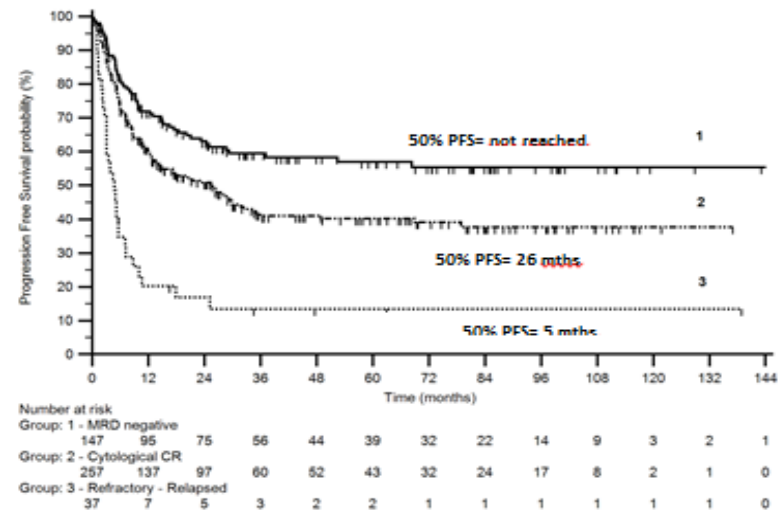 Progression Free Survival probability (%)
100
90
80
70
60
50
40
30
20
10
0
50% PFS= not reached
1
2
50% PFS= 26 mths
3
50% PFS= 5 mths
0 12 24 36 48 60 72 84 96 108 120 132 144
Time (months)
Number at risk
Group: 1 - MRD negative
147 95 75 56 44 39 32 22 14 9 3 2 1
Group: 2 - Cytological CR
257 137 97 60 52 43 32 24 17 8 2 1 0
Group: 3 - Refractory - Relapsed
37 7 5 3 2 2 1 1 1 1 1 1 0